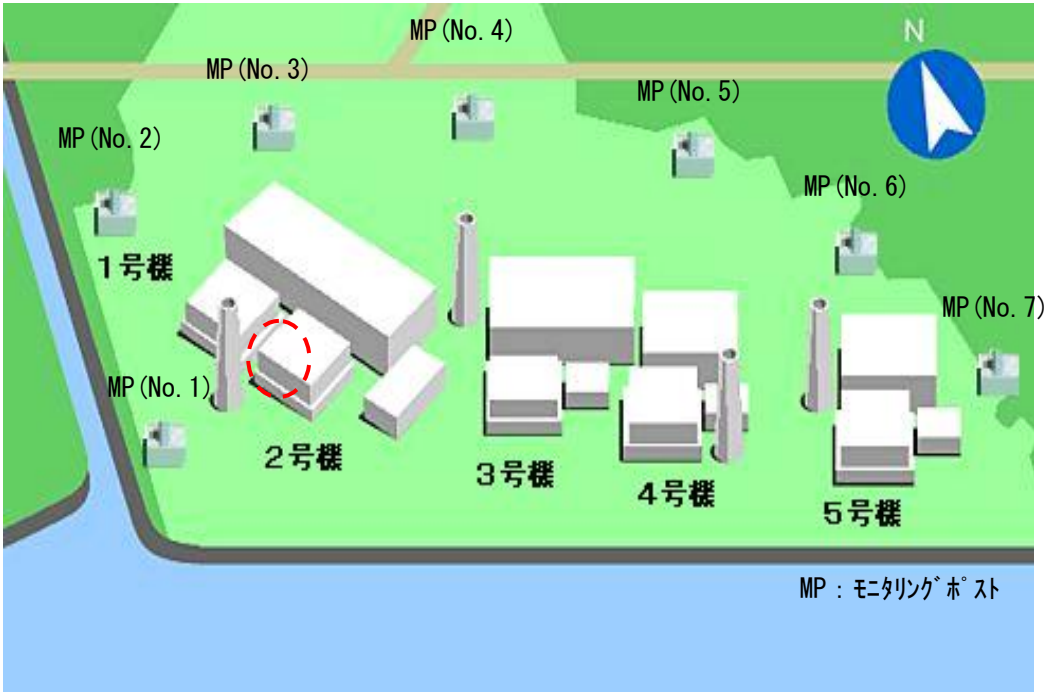 MP(No. 4)
N
MP(No. 3)
MP(No. 5)
MP(No. 2)
MP(No. 6)
1号機
MP(No. 7)
MP(No. 1)
2号機
3号機
4号機
5号機
MP : ﾓﾆﾀﾘﾝｸﾞﾎﾟｽﾄ